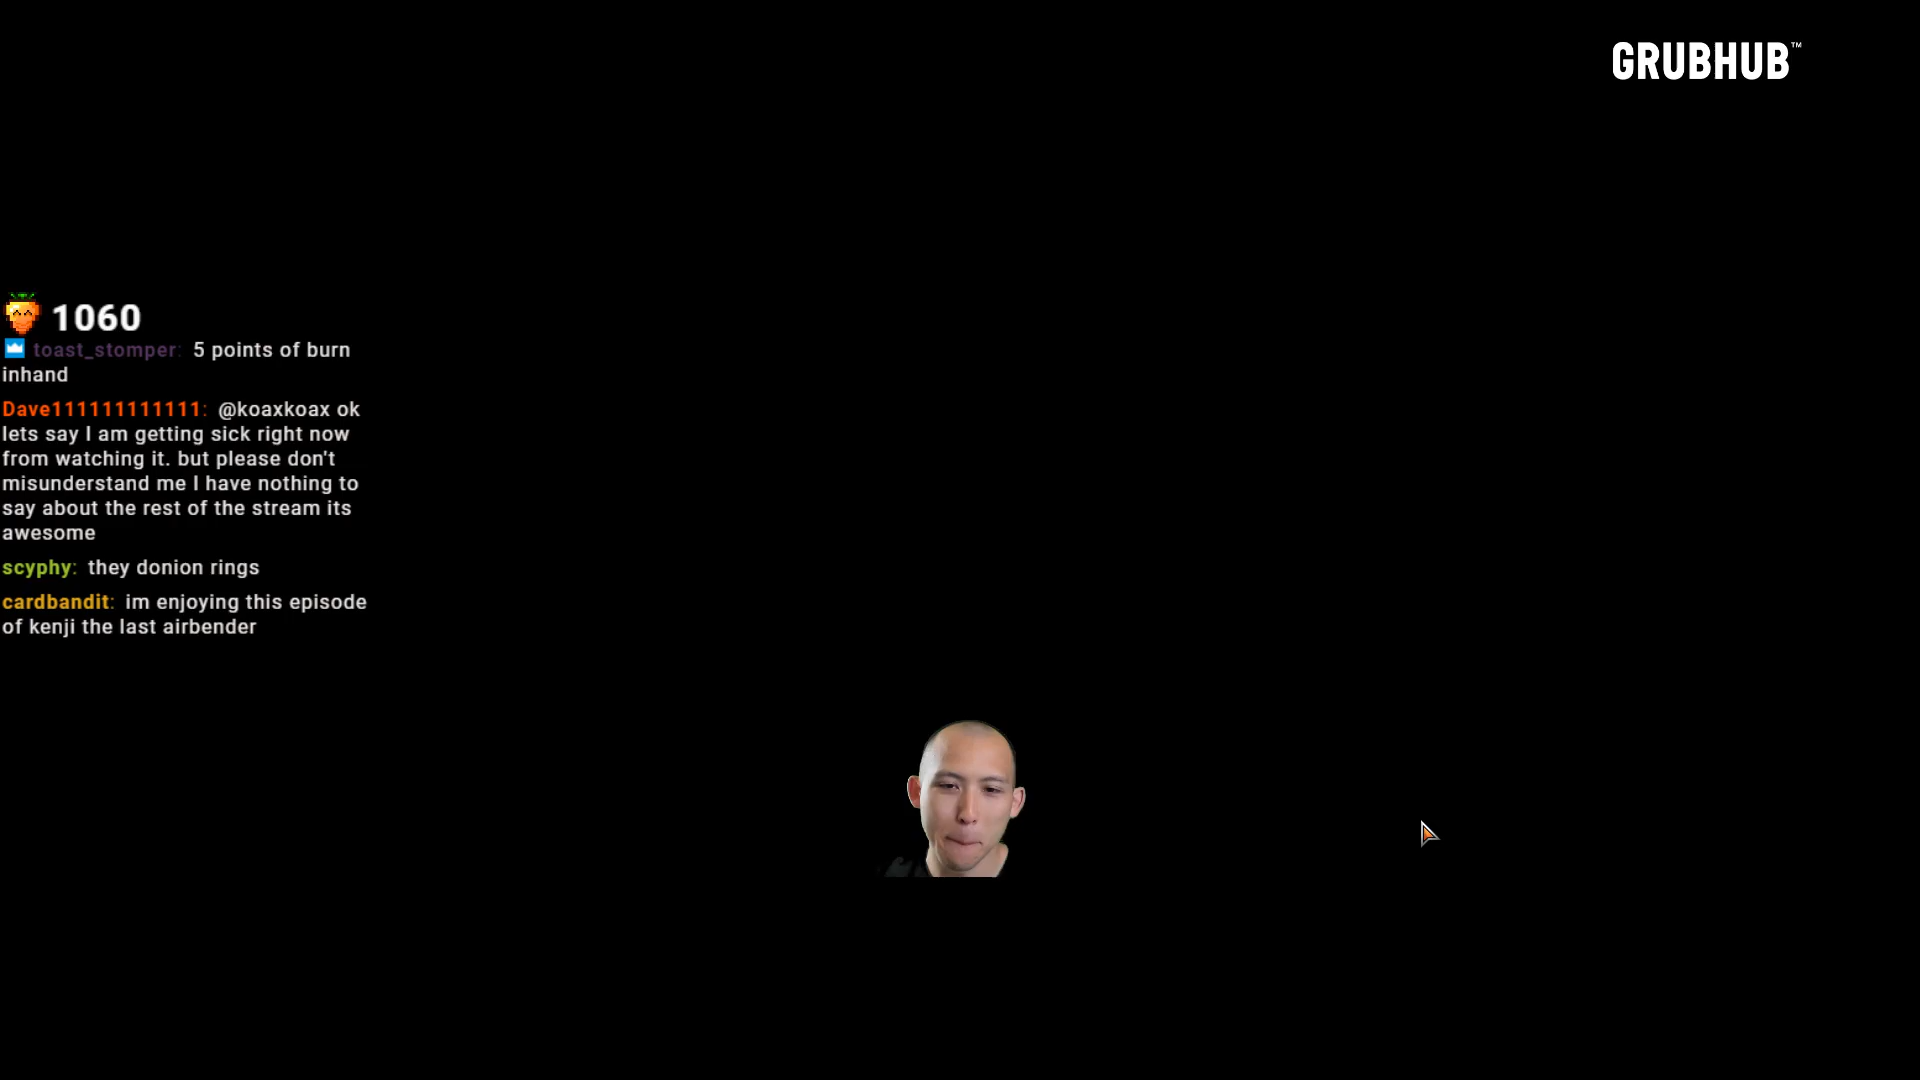 GRUBHUB™
1060
toast_stomper: 5 points of burn
inhand
Dave111111111111: @koaxkoax ok
lets say I am getting sick right now
from watching it. but please don't
misunderstand me I have nothing to
say about the rest of the stream its
awesome
scyphy: they donion rings
cardbandit: im enjoying this episode
of kenji the last airbender